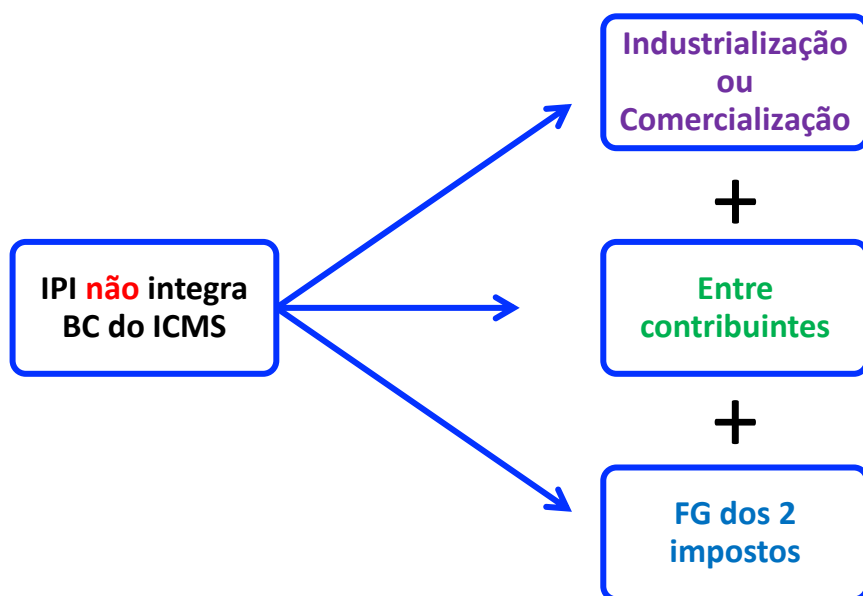 IPI não integra
BC do ICMS
Industrialização
ou
Comercialização
+
Entre
contribuintes
+
FG dos 2
impostos